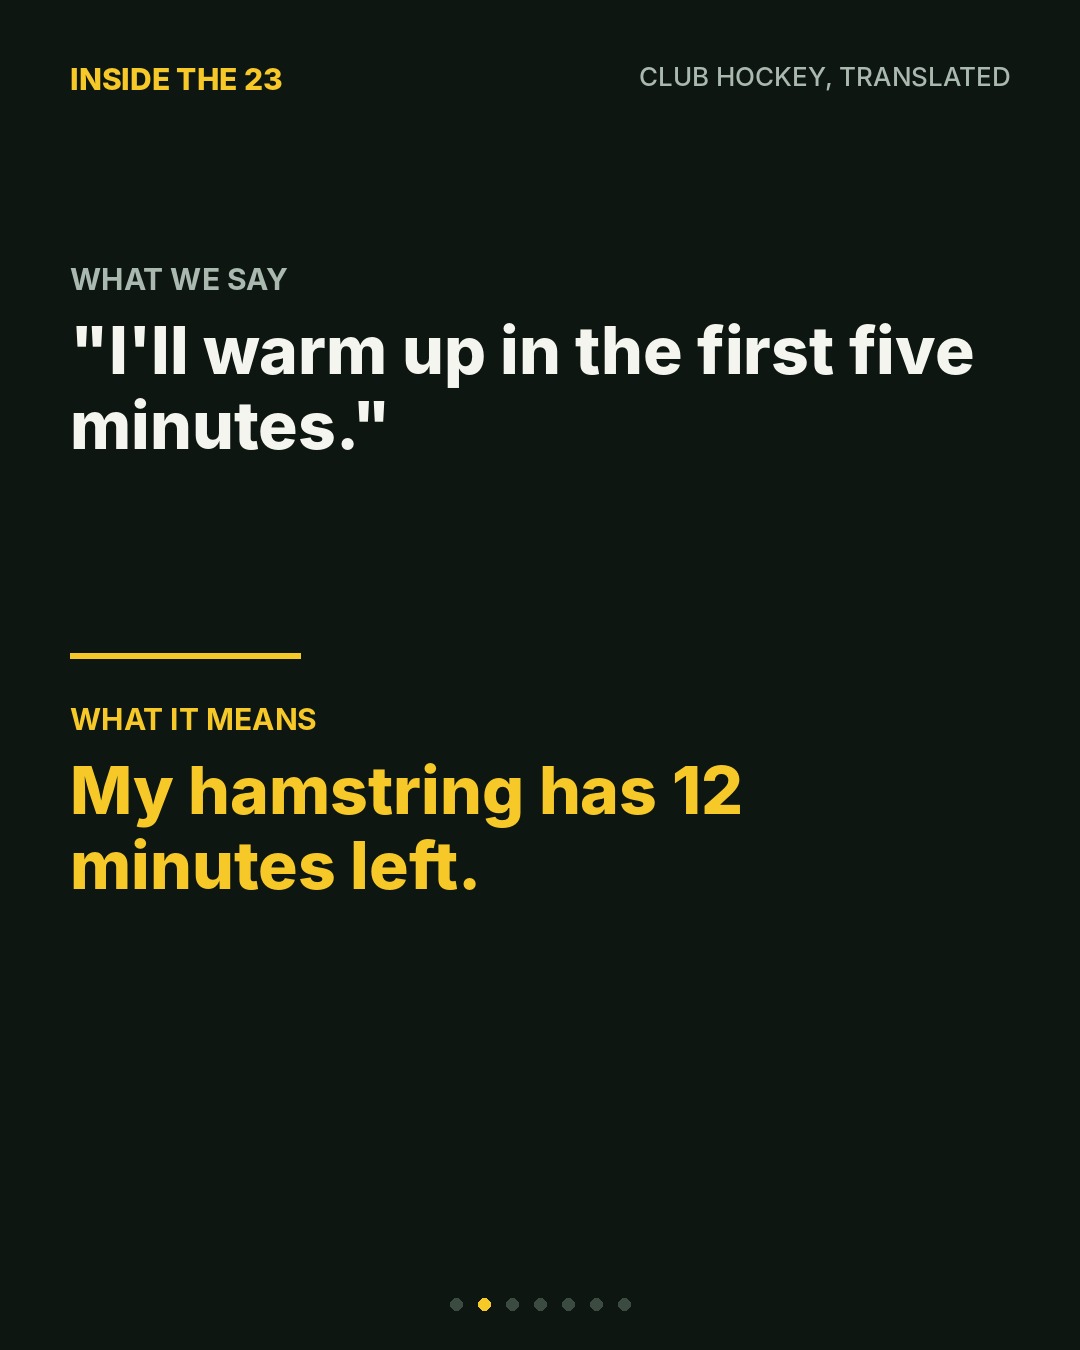 INSIDE THE 23
CLUB HOCKEY, TRANSLATED
WHAT WE SAY
"I'll warm up in the first five
minutes."
WHAT IT MEANS
My hamstring has 12
minutes left.